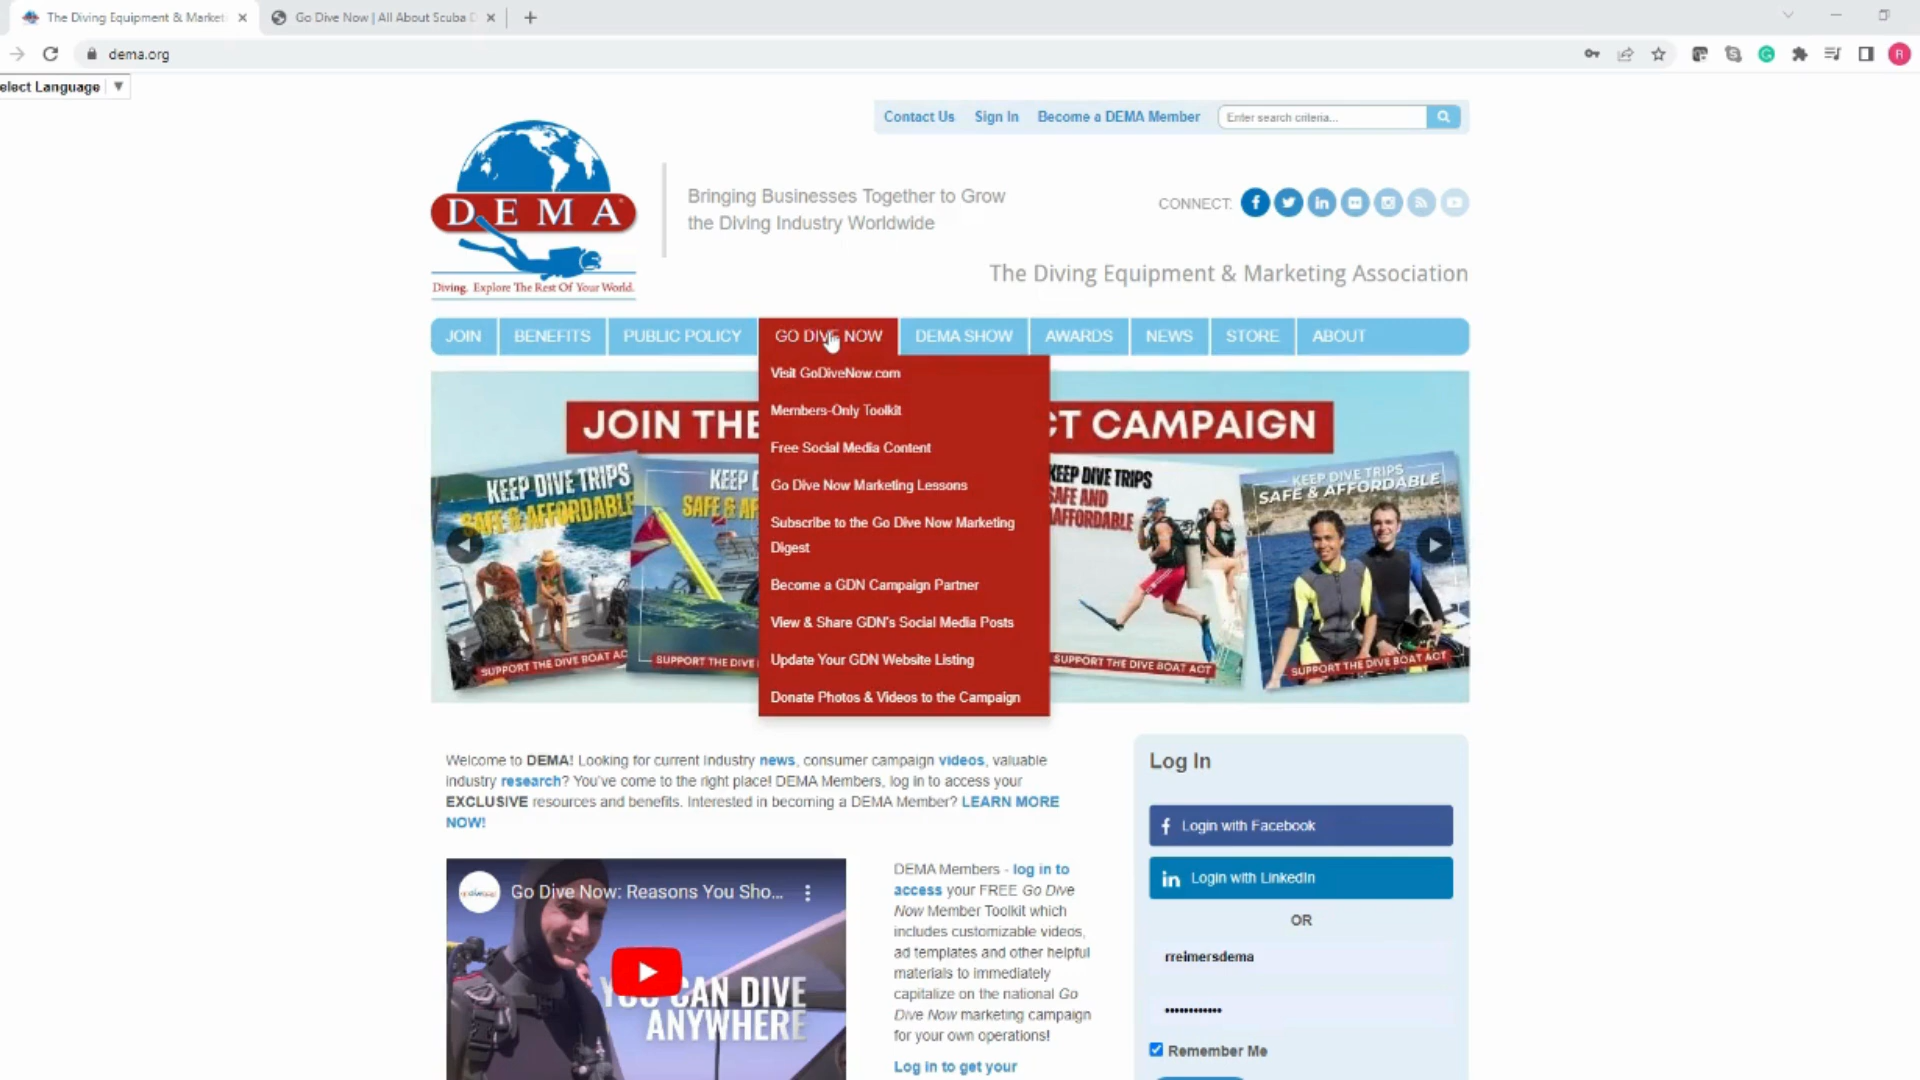 The Diving Equipment & Market
Go Dive Now | All About Scuba D
dema.org
elect Language ▼
Contact Us Sign In Become a DEMA Member Enter search criteria...
DEMA
Diving. Explore The Rest Of Your World.
Bringing Businesses Together to Grow
the Diving Industry Worldwide
CONNECT:
The Diving Equipment & Marketing Association
JOIN BENEFITS PUBLIC POLICY GO DIVE NOW DEMA SHOW AWARDS NEWS STORE ABOUT
Visit GoDiveNow.com
Members-Only Toolkit
Free Social Media Content
Go Dive Now Marketing Lessons
Subscribe to the Go Dive Now Marketing
Digest
Become a GDN Campaign Partner
View & Share GDN's Social Media Posts
Update Your GDN Website Listing
Donate Photos & Videos to the Campaign
JOIN THE
CT CAMPAIGN
KEEP DIVE TRIPS
SAFE & AFFORDABLE
SUPPORT THE DIVE BOAT AC
KEEP D
SAFE & AF
SUPPORT THE DIVE
KEEP DIVE TRIPS
SAFE AND
AFFORDABLE
SUPPORT THE DIVE BOAT ACT
KEEP DIVE TRIPS
SAFE & AFFORDABLE
SUPPORT THE DIVE BOAT ACT
Welcome to DEMA! Looking for current industry news, consumer campaign videos, valuable
industry research? You've come to the right place! DEMA Members, log in to access your
EXCLUSIVE resources and benefits. Interested in becoming a DEMA Member? LEARN MORE
NOW!
Go Dive Now: Reasons You Sho...
YOU CAN DIVE
ANYWHERE
DEMA Members - log in to
access your FREE Go Dive
Now Member Toolkit which
includes customizable videos,
ad templates and other helpful
materials to immediately
capitalize on the national Go
Dive Now marketing campaign
for your own operations!
Log in to get your
Log In
Login with Facebook
Login with LinkedIn
OR
rreimersdema
••••••••••••
Remember Me